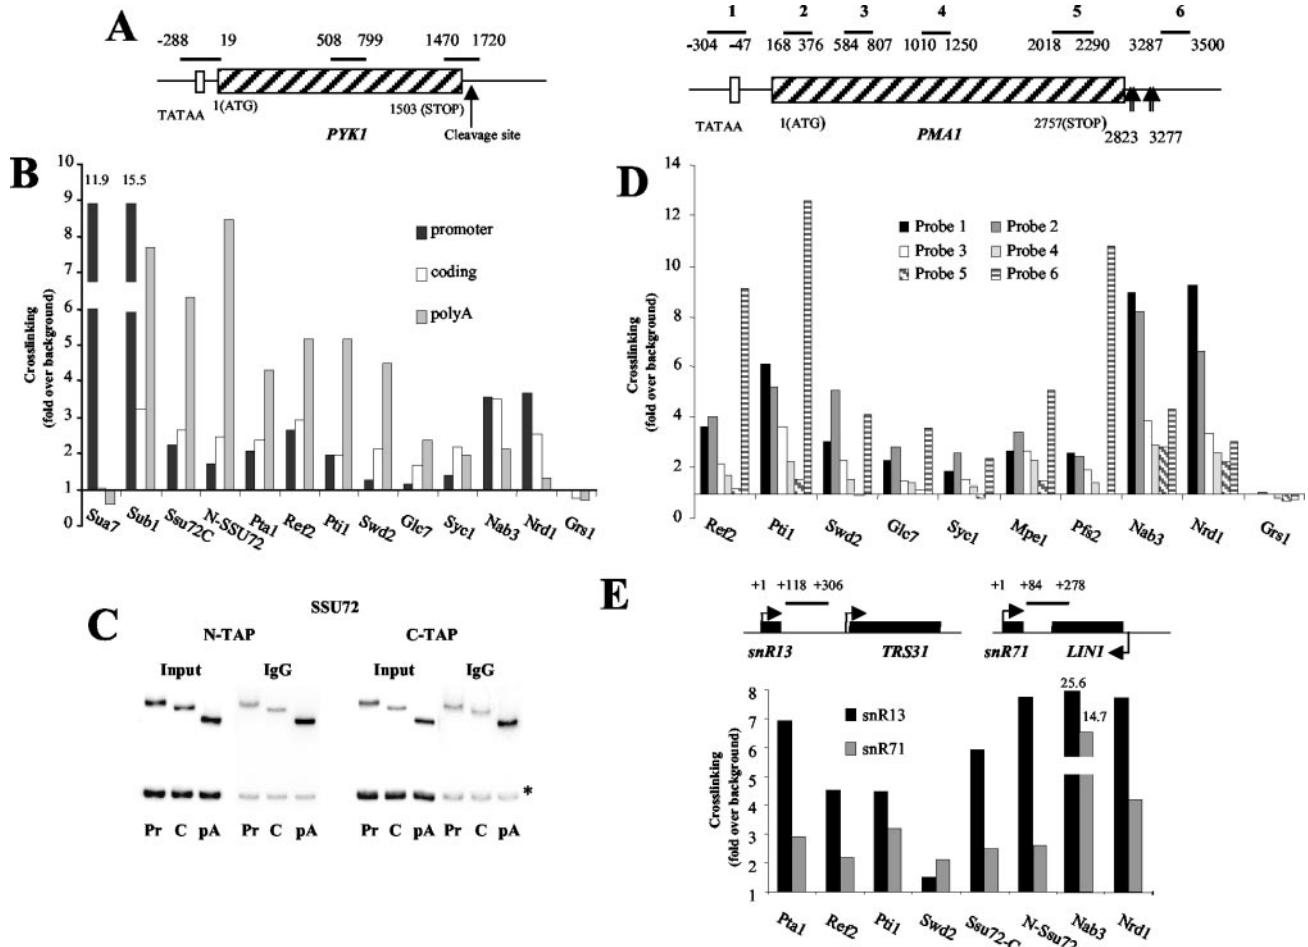 A
-288 19 508 799 1470 1720
TATAA
1(ATG)
1503 (STOP)
PYK1
Cleavage site
1 2 3 4 5 6
-304 -47 168 376 584 807 1010 1250 2018 2290 3287 3500
TATAA
1(ATG)
2757(STOP)
PMA1
2823 3277
B
Crosslinking
(fold over background)
10
9
8
7
6
5
4
3
2
1
0
11.9 15.5
promoter
coding
polyA
Sua7 Sub1 Ssu72C N-SSU72 Pta1 Ref2 Pti1 Swd2 Glc7 Syc1 Nab3 Nrd1 Grs1
D
Crosslinking
(fold over background)
14
12
10
8
6
4
2
0
Probe 1 Probe 2
Probe 3 Probe 4
Probe 5 Probe 6
Ref2 Pti1 Swd2 Glc7 Syc1 Mpe1 Pfs2 Nab3 Nrd1 Grs1
C
SSU72
N-TAP C-TAP
Input IgG Input IgG
*
Pr C pA Pr C pA Pr C pA Pr C pA
E
+1 +118 +306
snR13 TRS31
+1 +84 +278
snR71 LIN1
Crosslinking
(fold over background)
8
7
6
5
4
3
2
1
snR13
snR71
25.6
14.7
Pta1 Ref2 Pti1 Swd2 Ssu72-C N-Ssu72 Nab3 Nrd1